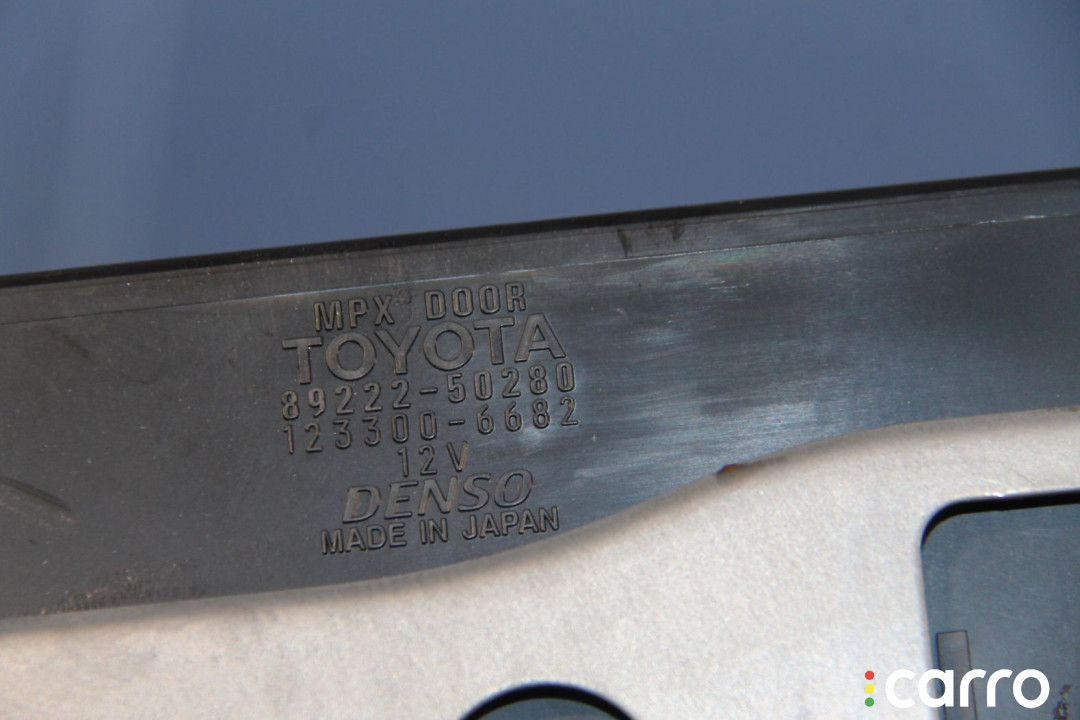 MPX DOOR
TOYOTA
89222-50280
123300-6682
12V
DENSO
MADE IN JAPAN
carro